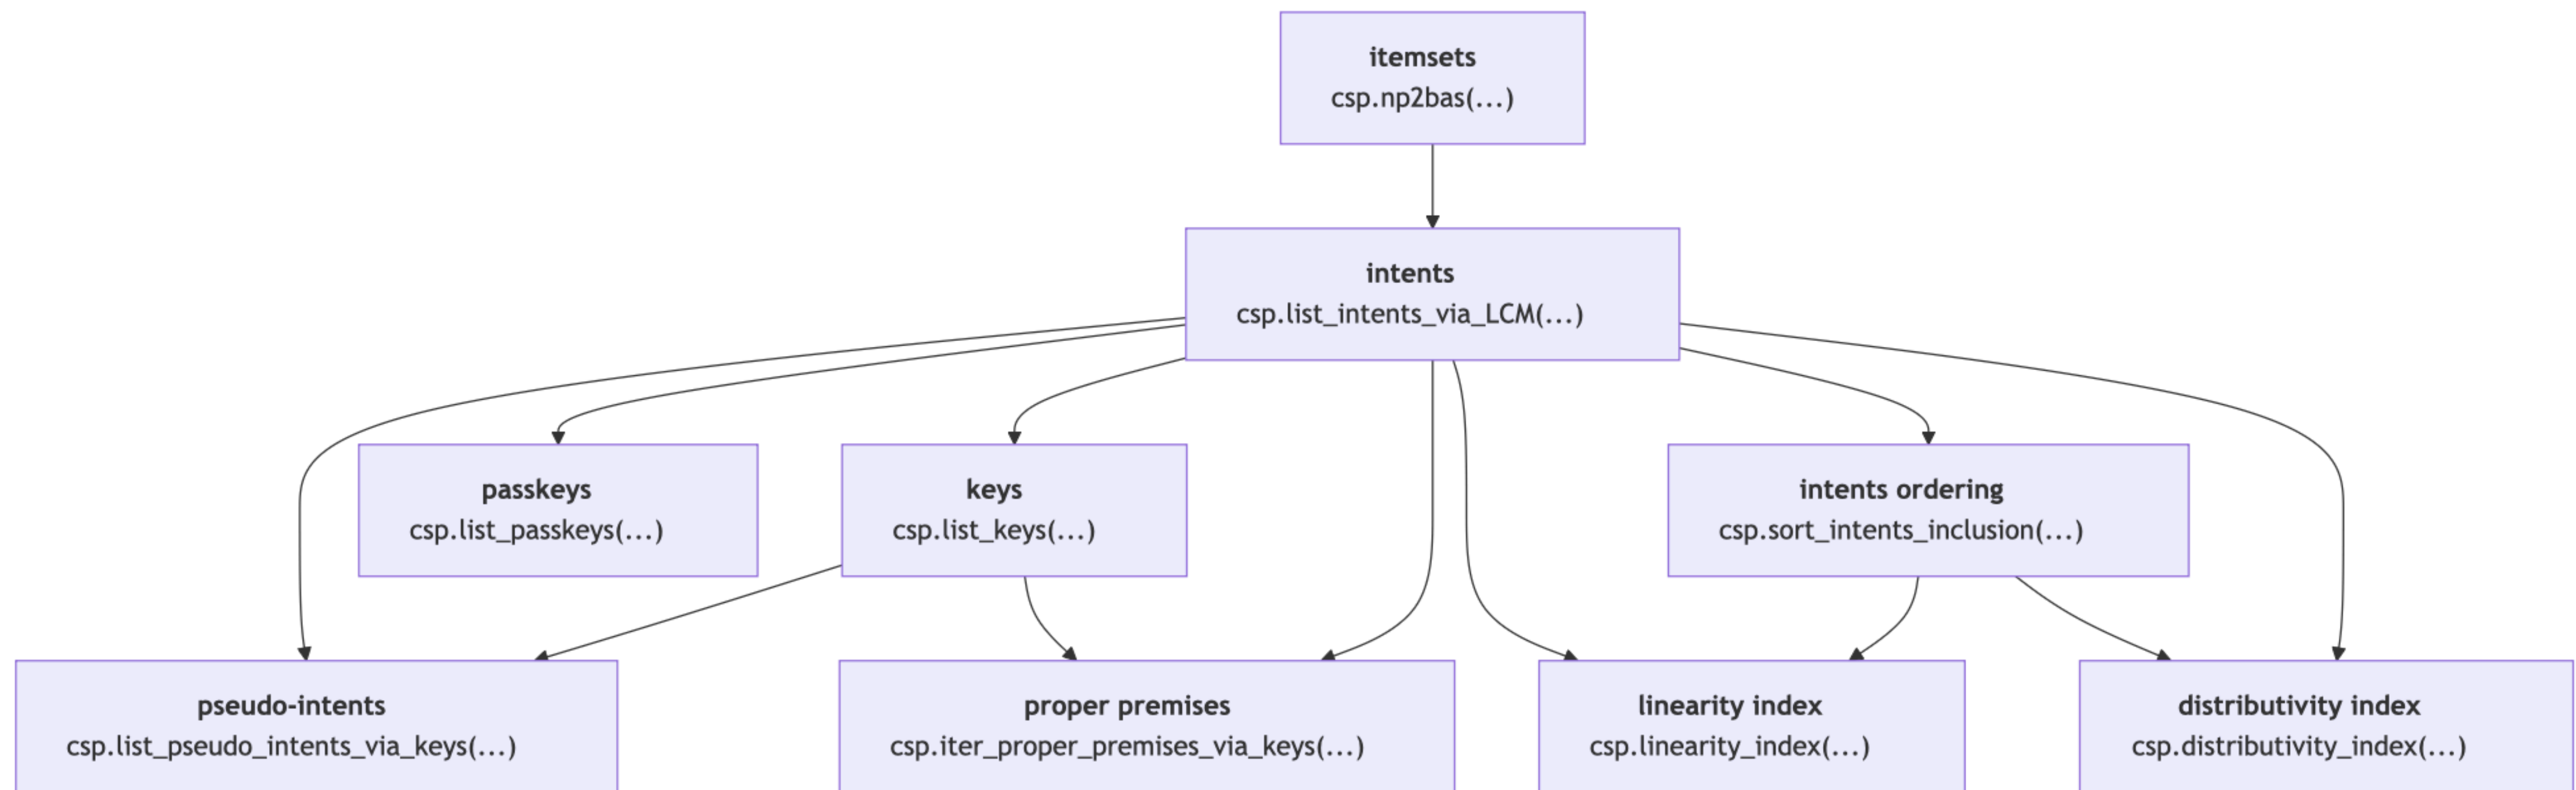 itemsets
csp.np2bas(...)
intents
csp.list_intents_via_LCM(...)
passkeys
csp.list_passkeys(...)
keys
csp.list_keys(...)
intents ordering
csp.sort_intents_inclusion(...)
pseudo-intents
csp.list_pseudo_intents_via_keys(...)
proper premises
csp.iter_proper_premises_via_keys(...)
linearity index
csp.linearity_index(...)
distributivity index
csp.distributivity_index(...)